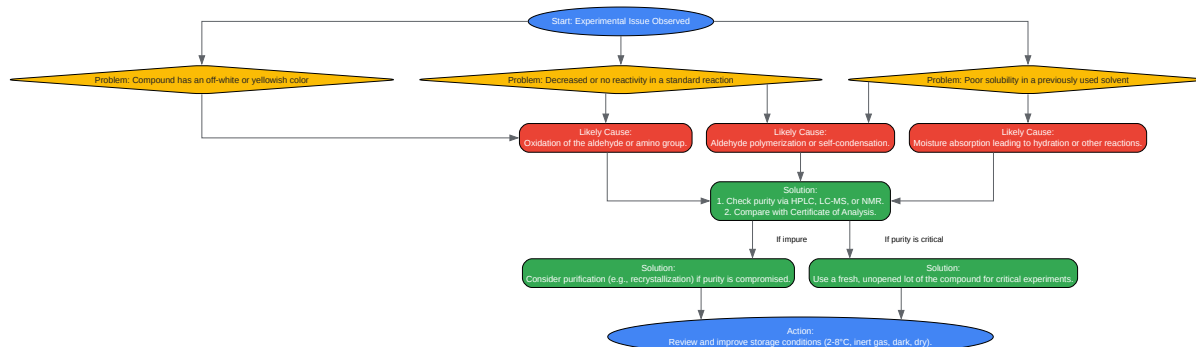 Start: Experimental Issue Observed
Problem: Compound has an off-white or yellowish color
Problem: Decreased or no reactivity in a standard reaction
Problem: Poor solubility in a previously used solvent
Likely Cause:
Oxidation of the aldehyde or amino group.
Likely Cause:
Aldehyde polymerization or self-condensation.
Likely Cause:
Moisture absorption leading to hydration or other reactions.
Solution:
1. Check purity via HPLC, LC-MS, or NMR.
2. Compare with Certificate of Analysis.
If impure
If purity is critical
Solution:
Consider purification (e.g., recrystallization) if purity is compromised.
Solution:
Use a fresh, unopened lot of the compound for critical experiments.
Action:
Review and improve storage conditions (2-8°C, inert gas, dark, dry).